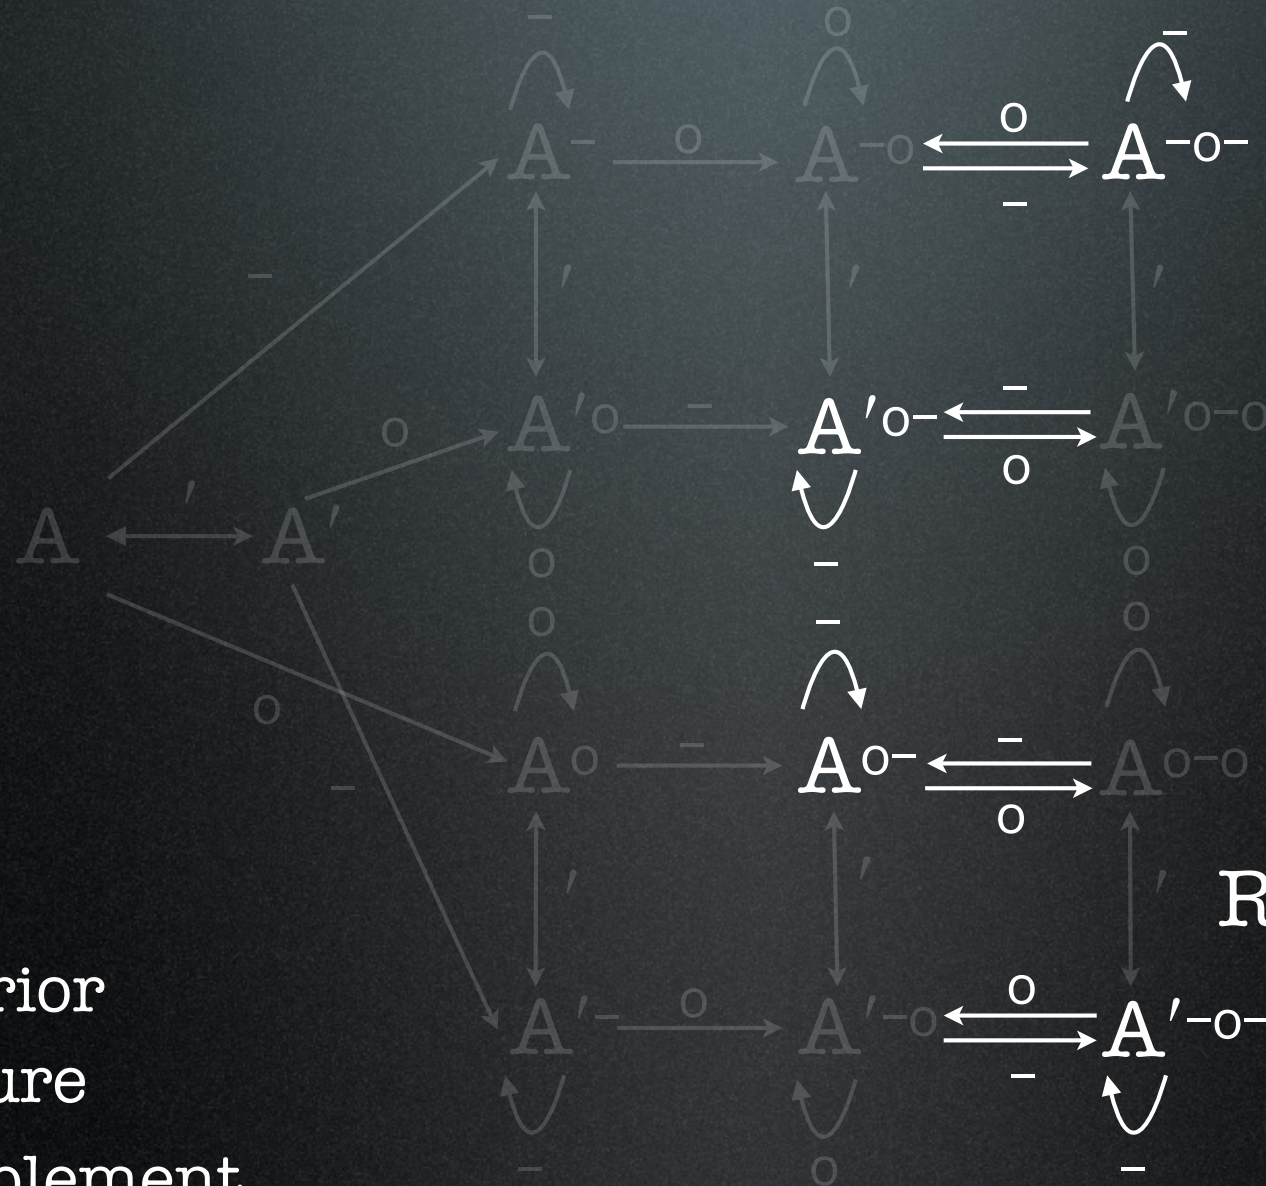 − o −
A− o A−o o A−o−
−
− ′ ′ ′
o A′o − A′o− − A′o−o
o
A ′ A′
o − o
o − o
o
− Ao − Ao− − Ao−o
o
′ ′ ′
R
rior
A′− o A′−o o A′−o−
−
ure
− o −
plement